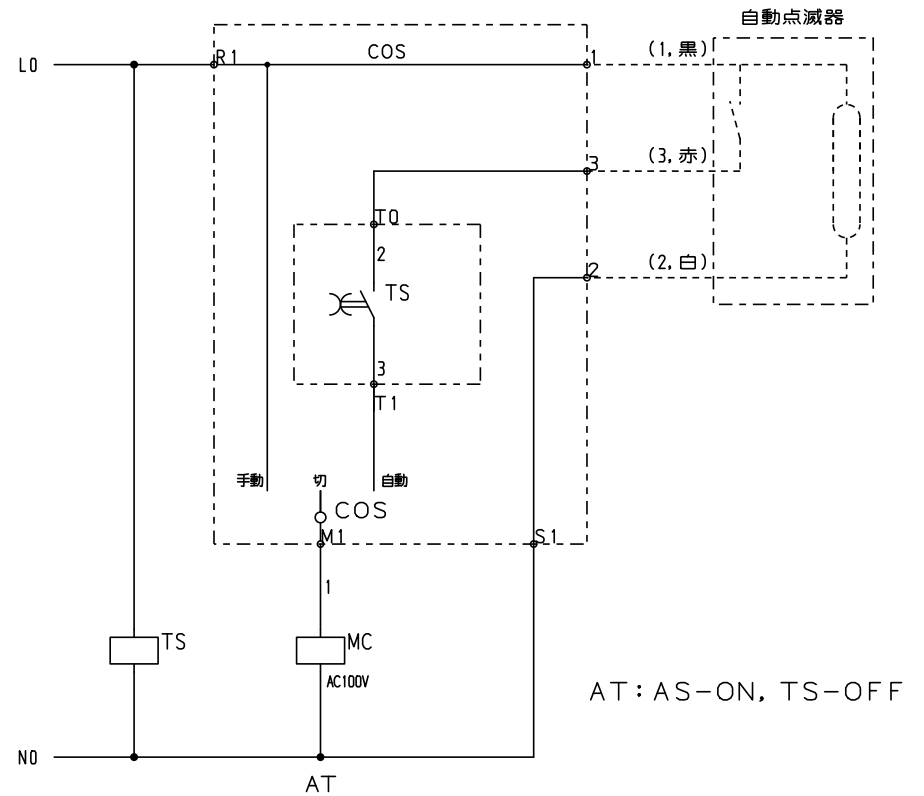 自動点滅器
R1
COS
1
(1,黒)
L0
3
(3,赤)
T0
2
2
(2,白)
TS
3
T1
手動
切
自動
COS
M1
S1
1
TS
MC
AC100V
AT:AS-ON,TS-OFF
N0
AT